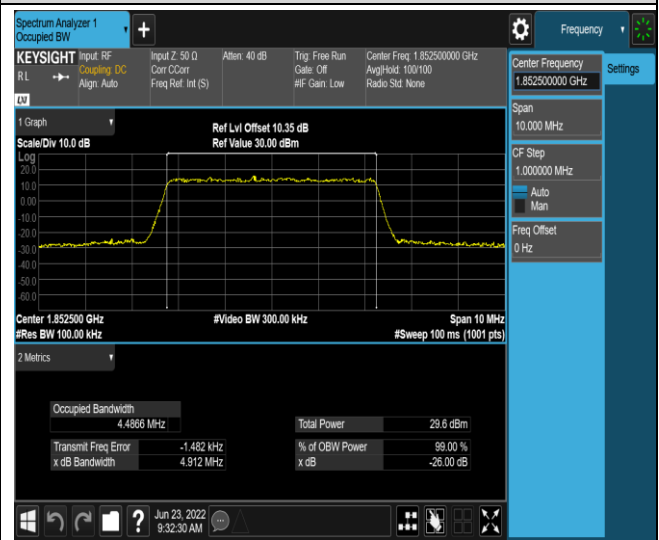 Spectrum Analyzer 1
Occupied BW
Frequency
KEYSIGHT
RL
LXI
Input: RF
Coupling: DC
Align: Auto
Input Z: 50 Ω
Corr CCorr
Freq Ref: Int (S)
Atten: 40 dB
Trig: Free Run
Gate: Off
#IF Gain: Low
Center Freq: 1.852500000 GHz
Avg|Hold: 100/100
Radio Std: None
Center Frequency
1.852500000 GHz
Settings
Span
10.000 MHz
CF Step
1.000000 MHz
Auto
Man
Freq Offset
0 Hz
1 Graph
Scale/Div 10.0 dB
Ref Lvl Offset 10.35 dB
Ref Value 30.00 dBm
Log
20.0
10.0
0.00
-10.0
-20.0
-30.0
-40.0
-50.0
-60.0
Center 1.852500 GHz
#Video BW 300.00 kHz
Span 10 MHz
#Res BW 100.00 kHz
#Sweep 100 ms (1001 pts)
2 Metrics
Occupied Bandwidth
4.4866 MHz
Total Power 29.6 dBm
Transmit Freq Error -1.482 kHz
% of OBW Power 99.00 %
x dB Bandwidth 4.912 MHz
x dB -26.00 dB
?
Jun 23, 2022
9:32:30 AM